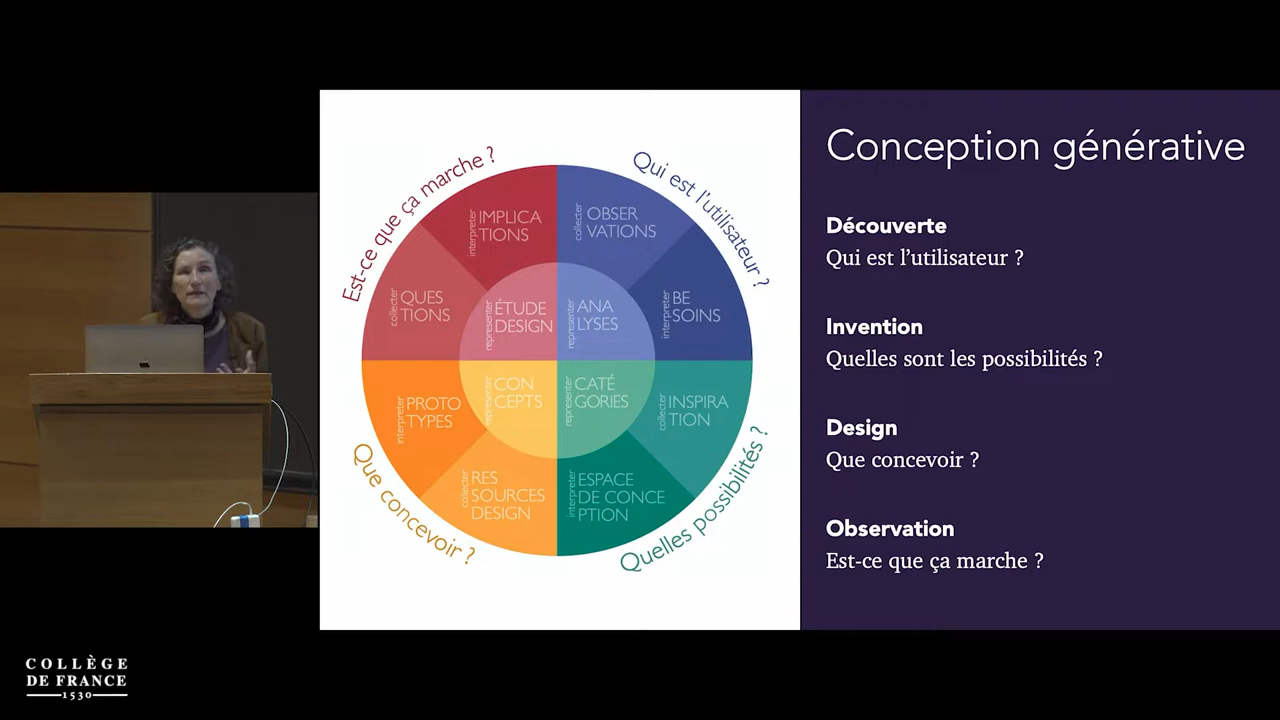 Conception générative
Découverte
Qui est l’utilisateur ?
Invention
Quelles sont les possibilités ?
Design
Que concevoir ?
Observation
Est-ce que ça marche ?
Est-ce que ça marche ?
Qui est l'utilisateur ?
Que concevoir ?
Quelles possibilités ?
interpreter
IMPLICA
TIONS
collecter
OBSER
VATIONS
collecter
QUES
TIONS
representer
ÉTUDE
DESIGN
representer
ANA
LYSES
interpreter
BE
SOINS
interpreter
PROTO
TYPES
representer
CON
CEPTS
representer
CATÉ
GORIES
collecter
INSPIRA
TION
collecter
RES
SOURCES
DESIGN
interpreter
ESPACE
DE CONCE
PTION
COLLÈGE
DE FRANCE
1530